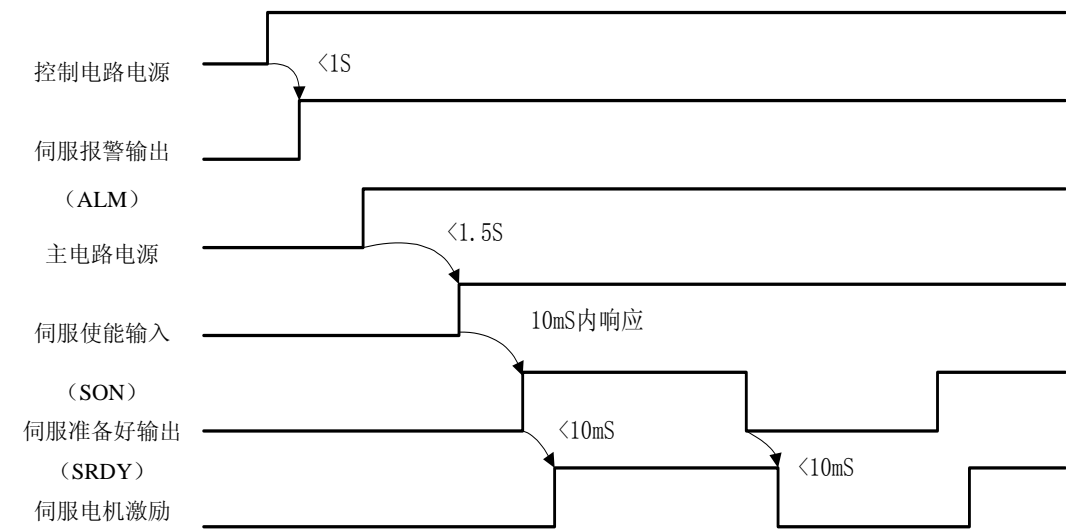 控制电路电源
<1S
伺服报警输出
（ALM）
主电路电源
<1.5S
伺服使能输入
10mS内响应
（SON）
伺服准备好输出
<10mS
（SRDY）
<10mS
伺服电机激励